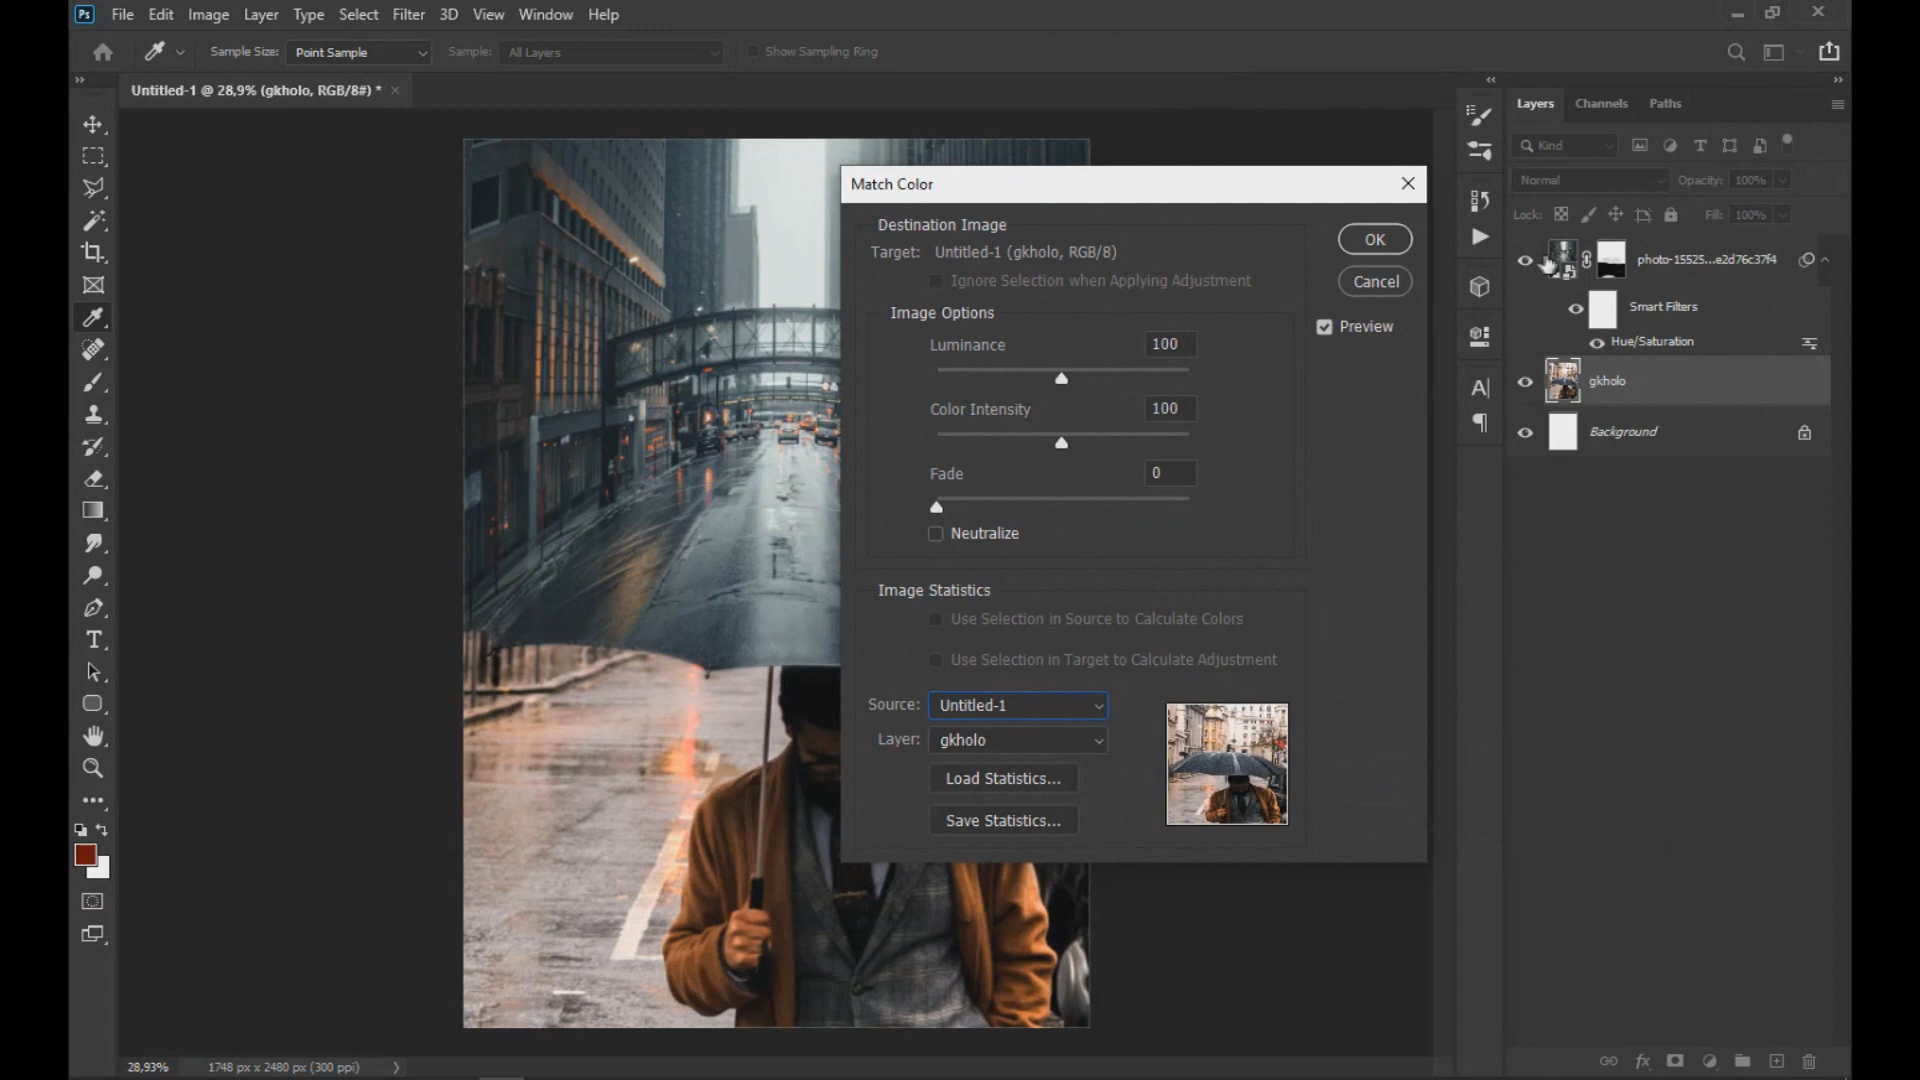 Ps File Edit Image Layer Type Select Filter 3D View Window Help
Sample Size: Point Sample Sample: All Layers Show Sampling Ring
Untitled-1 @ 28,9% (gkholo, RGB/8#) *
Layers Channels Paths
Kind
Normal Opacity: 100%
Lock: Fill: 100%
photo-15525...e2d76c37f4
Smart Filters
Hue/Saturation
gkholo
Background
Match Color
Destination Image
Target: Untitled-1 (gkholo, RGB/8)
Ignore Selection when Applying Adjustment
Image Options
Luminance 100
Color Intensity 100
Fade 0
Neutralize
Image Statistics
Use Selection in Source to Calculate Colors
Use Selection in Target to Calculate Adjustment
Source: Untitled-1
Layer: gkholo
Load Statistics...
Save Statistics...
OK
Cancel
Preview
28,93% 1748 px x 2480 px (300 ppi)